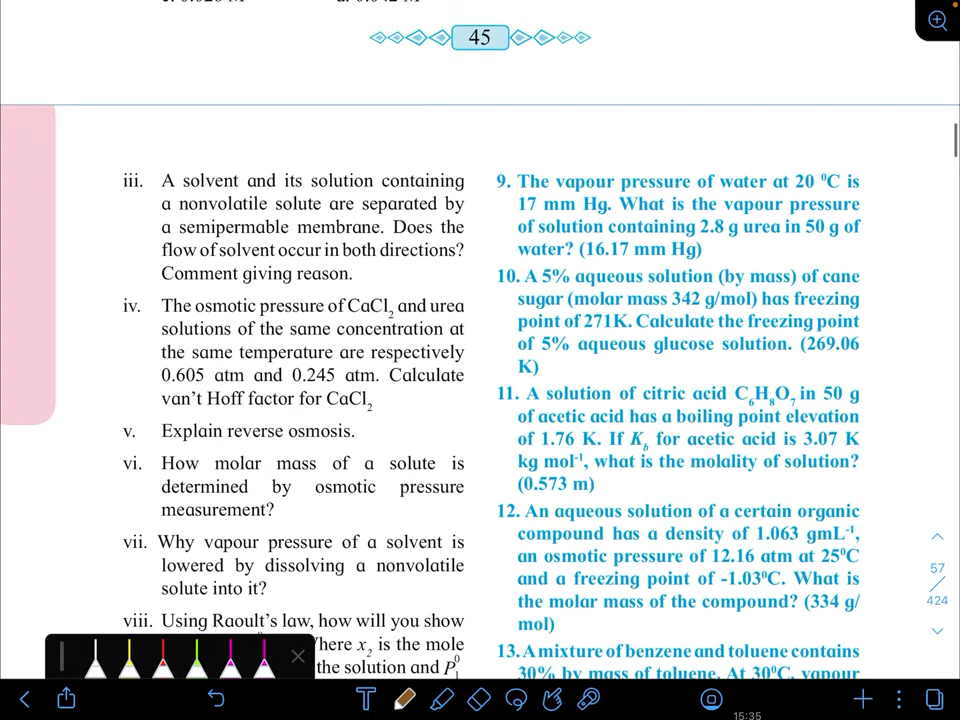 45
iii. A solvent and its solution containing
a nonvolatile solute are separated by
a semipermable membrane. Does the
flow of solvent occur in both directions?
Comment giving reason.
iv. The osmotic pressure of CaCl₂ and urea
solutions of the same concentration at
the same temperature are respectively
0.605 atm and 0.245 atm. Calculate
van't Hoff factor for CaCl₂
v. Explain reverse osmosis.
vi. How molar mass of a solute is
determined by osmotic pressure
measurement?
vii. Why vapour pressure of a solvent is
lowered by dissolving a nonvolatile
solute into it?
viii. Using Raoult's law, how will you show
here x₂ is the mole
the solution and P₁⁰
9. The vapour pressure of water at 20 ⁰C is
17 mm Hg. What is the vapour pressure
of solution containing 2.8 g urea in 50 g of
water? (16.17 mm Hg)
10. A 5% aqueous solution (by mass) of cane
sugar (molar mass 342 g/mol) has freezing
point of 271K. Calculate the freezing point
of 5% aqueous glucose solution. (269.06
K)
11. A solution of citric acid C₆H₈O₇ in 50 g
of acetic acid has a boiling point elevation
of 1.76 K. If K_b for acetic acid is 3.07 K
kg mol⁻¹, what is the molality of solution?
(0.573 m)
12. An aqueous solution of a certain organic
compound has a density of 1.063 gmL⁻¹,
an osmotic pressure of 12.16 atm at 25⁰C
and a freezing point of -1.03⁰C. What is
the molar mass of the compound? (334 g/
mol)
13. A mixture of benzene and toluene contains
30% by mass of toluene. At 30⁰C, vapour
57
424
15:35